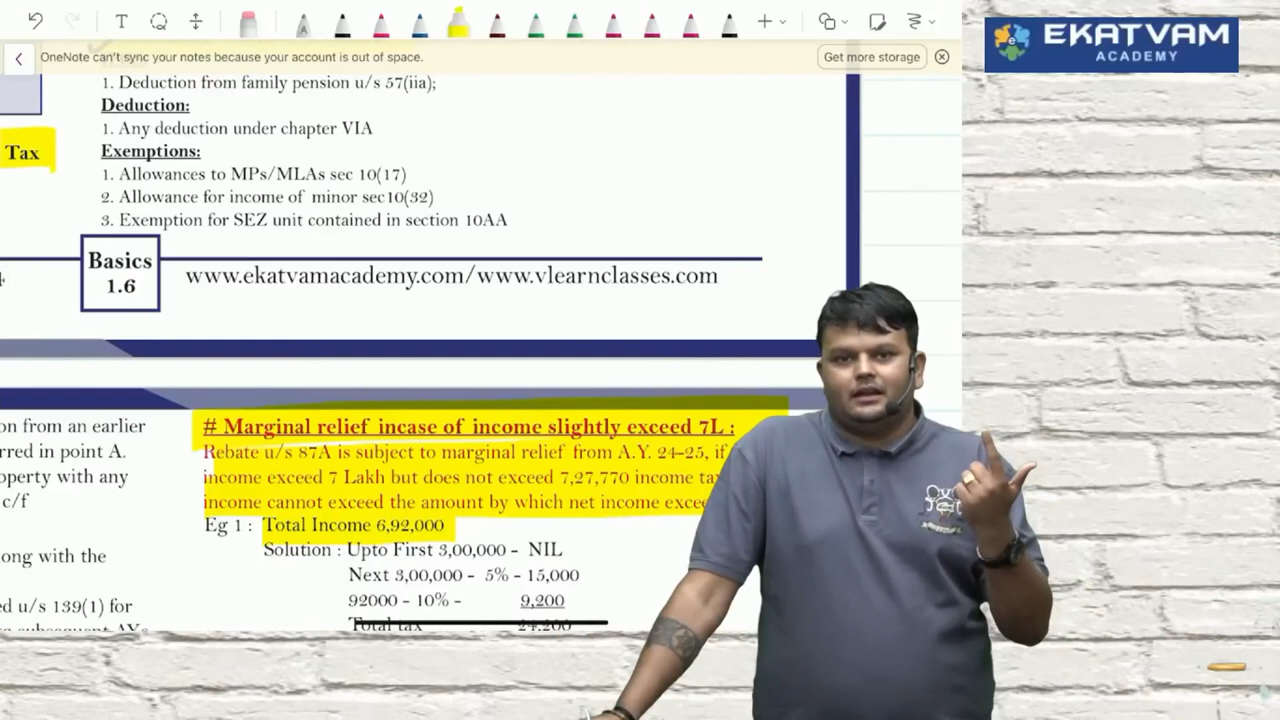 EKATVAM
ACADEMY
OneNote can't sync your notes because your account is out of space.
Get more storage
1. Deduction from family pension u/s 57(iia);
Deduction:
1. Any deduction under chapter VIA
Tax
Exemptions:
1. Allowances to MPs/MLAs sec 10(17)
2. Allowance for income of minor sec10(32)
3. Exemption for SEZ unit contained in section 10AA
Basics
1.6
www.ekatvamacademy.com/www.vlearnclasses.com
on from an earlier
rred in point A.
operty with any
c/f
ong with the
ed u/s 139(1) for
# Marginal relief incase of income slightly exceed 7L :
Rebate u/s 87A is subject to marginal relief from A.Y. 24-25, if
income exceed 7 Lakh but does not exceed 7,27,770 income ta
income cannot exceed the amount by which net income excee
Eg 1 : Total Income 6,92,000
Solution : Upto First 3,00,000 - NIL
Next 3,00,000 - 5% - 15,000
92000 - 10% - 9,200
Total tax 24,200